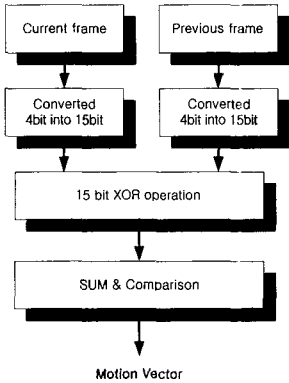 Current frame
Previous frame
Converted
4bit into 15bit
Converted
4bit into 15bit
15 bit XOR operation
SUM & Comparison
Motion Vector